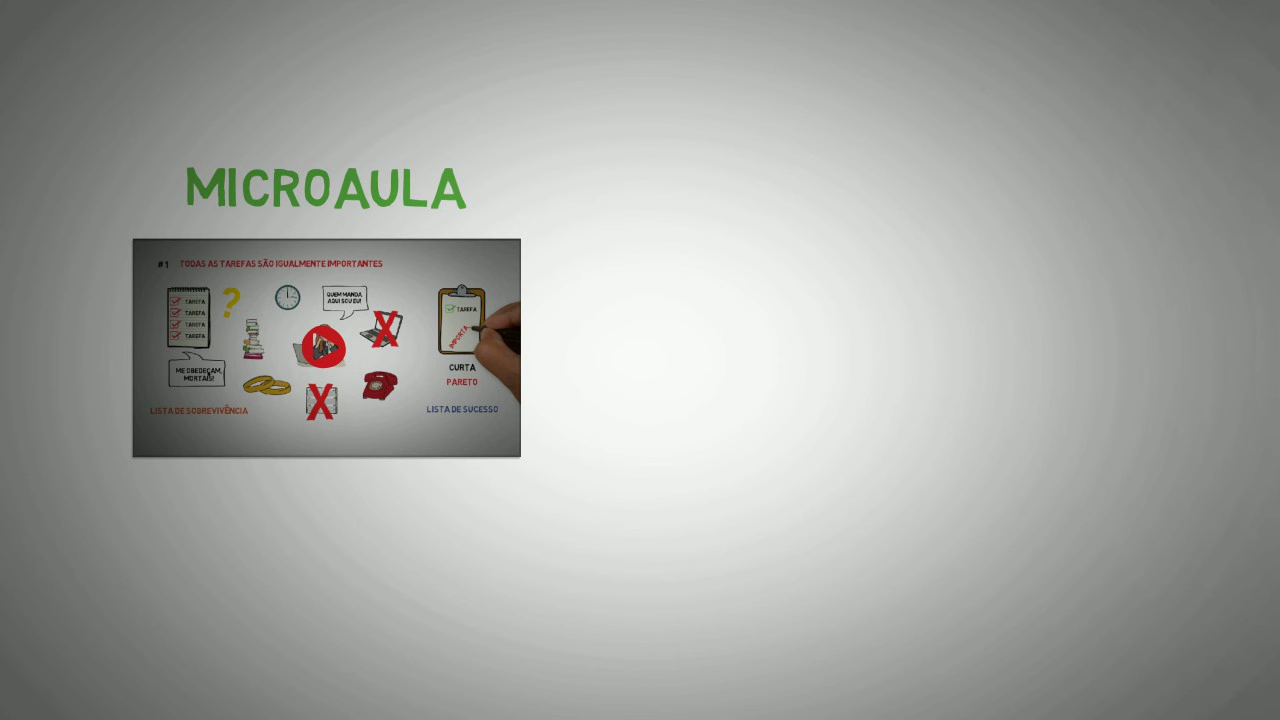 MICROAULA
#1 TODAS AS TAREFAS SÃO IGUALMENTE IMPORTANTES
TAREFA
TAREFA
TAREFA
TAREFA
?
ME OBEDEÇAM,
MORTAIS!
LISTA DE SOBREVIVÊNCIA
QUEM MANDA
AQUI SOU EU!
X
X
TAREFA
IMPORTA
CURTA
PARETO
LISTA DE SUCESSO